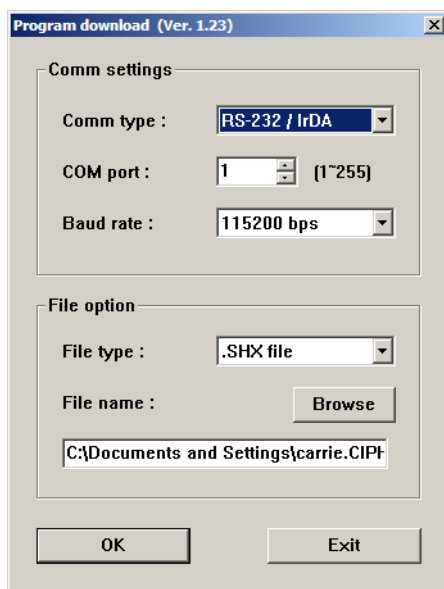 Program download (Ver. 1.23)
Comm settings
Comm type : RS-232 / IrDA
COM port : 1 (1~255)
Baud rate : 115200 bps
File option
File type : .SHX file
File name : Browse
C:\Documents and Settings\carrie.CIPH
OK Exit